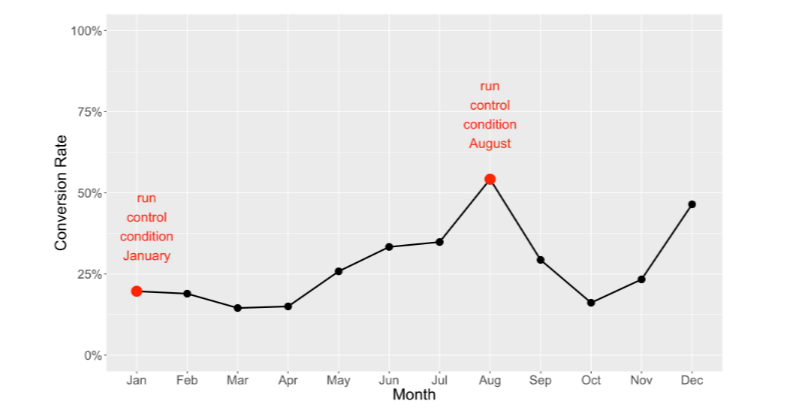 100%
75%
50%
25%
0%
Conversion Rate
run
control
condition
January
run
control
condition
August
Jan Feb Mar Apr May Jun Jul Aug Sep Oct Nov Dec
Month